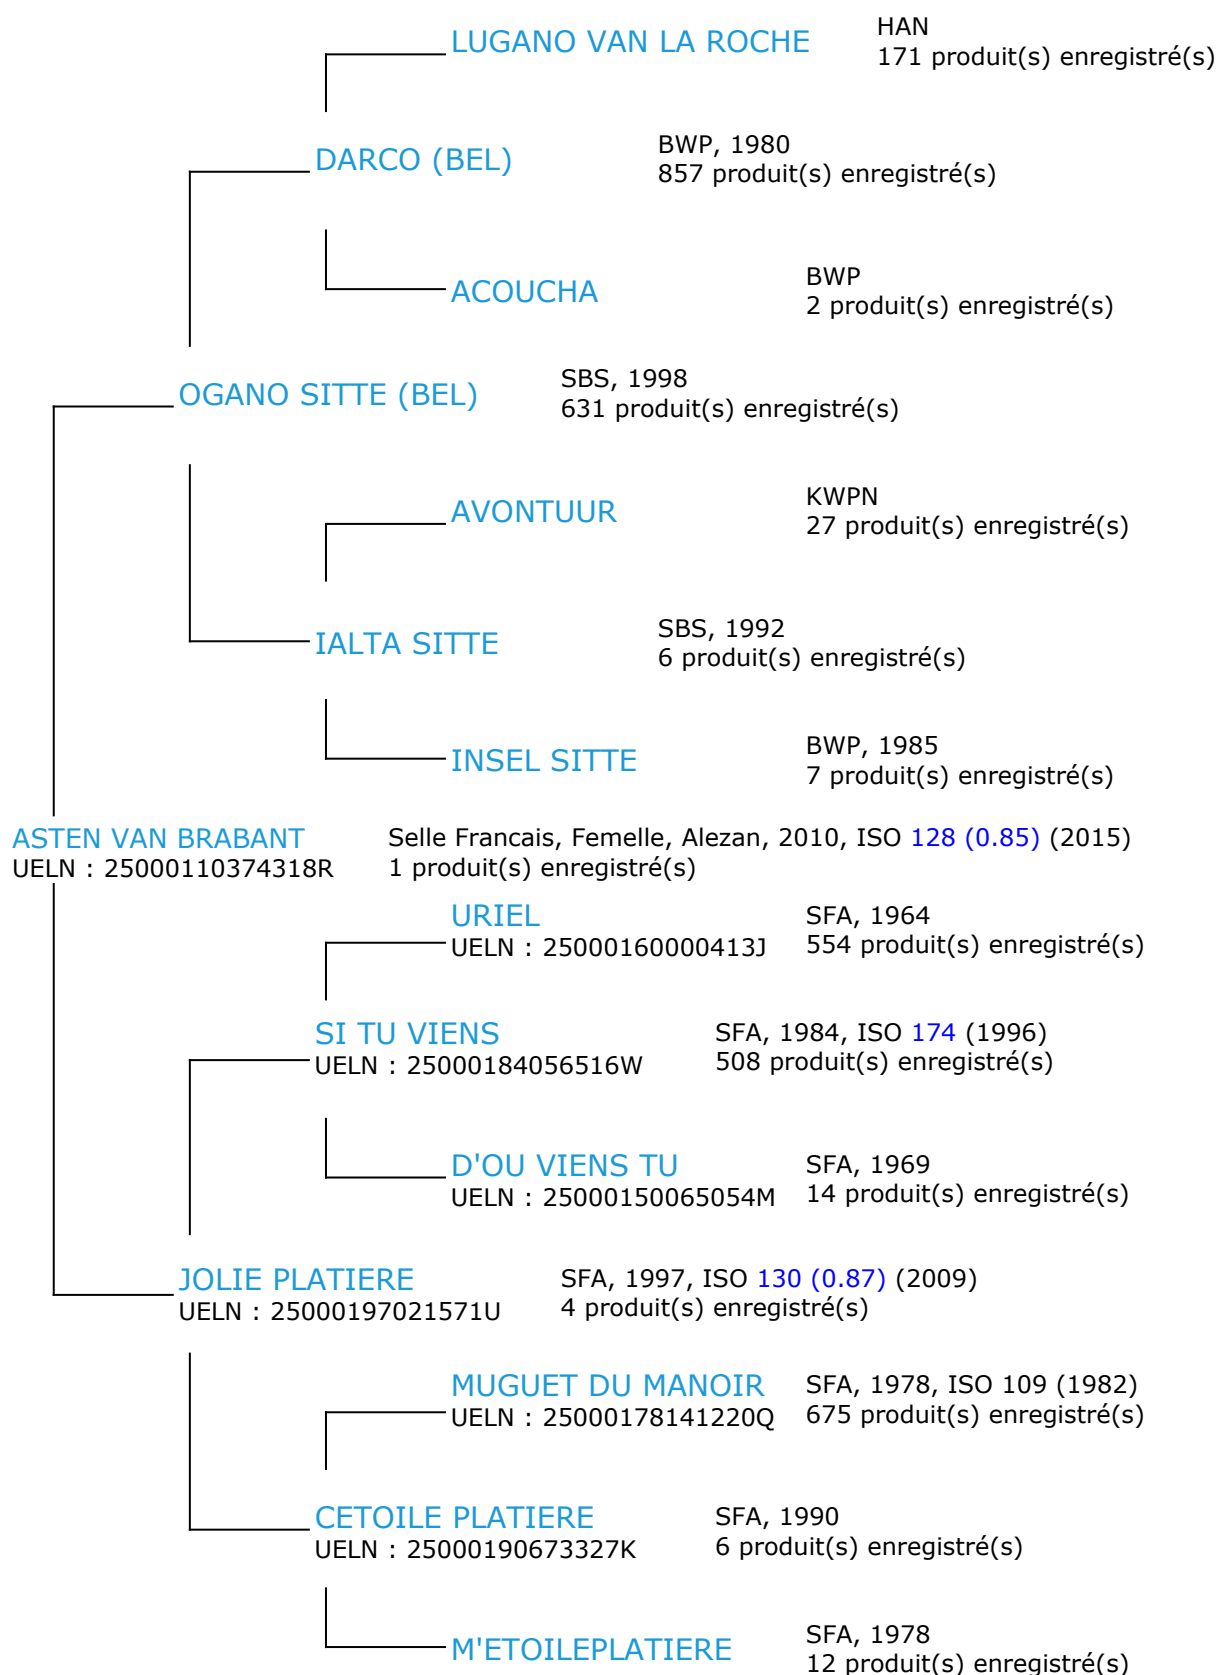 LUGANO VAN LA ROCHE
HAN
171 produit(s) enregistré(s)
DARCO (BEL)
BWP, 1980
857 produit(s) enregistré(s)
ACOUCHA
BWP
2 produit(s) enregistré(s)
OGANO SITTE (BEL)
SBS, 1998
631 produit(s) enregistré(s)
AVONTUUR
KWPN
27 produit(s) enregistré(s)
IALTA SITTE
SBS, 1992
6 produit(s) enregistré(s)
INSEL SITTE
BWP, 1985
7 produit(s) enregistré(s)
ASTEN VAN BRABANT
UELN : 25000110374318R
Selle Francais, Femelle, Alezan, 2010, ISO 128 (0.85) (2015)
1 produit(s) enregistré(s)
URIEL
UELN : 25000160000413J
SFA, 1964
554 produit(s) enregistré(s)
SI TU VIENS
UELN : 25000184056516W
SFA, 1984, ISO 174 (1996)
508 produit(s) enregistré(s)
D'OU VIENS TU
UELN : 25000150065054M
SFA, 1969
14 produit(s) enregistré(s)
JOLIE PLATIERE
UELN : 25000197021571U
SFA, 1997, ISO 130 (0.87) (2009)
4 produit(s) enregistré(s)
MUGUET DU MANOIR
UELN : 25000178141220Q
SFA, 1978, ISO 109 (1982)
675 produit(s) enregistré(s)
CETOILE PLATIERE
UELN : 25000190673327K
SFA, 1990
6 produit(s) enregistré(s)
M'ETOILEPLATIERE
SFA, 1978
12 produit(s) enregistré(s)